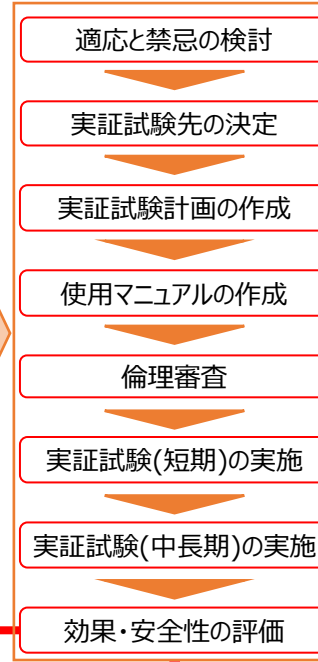 適応と禁忌の検討
実証試験先の決定
実証試験計画の作成
使用マニュアルの作成
倫理審査
実証試験(短期)の実施
実証試験(中長期)の実施
効果・安全性の評価